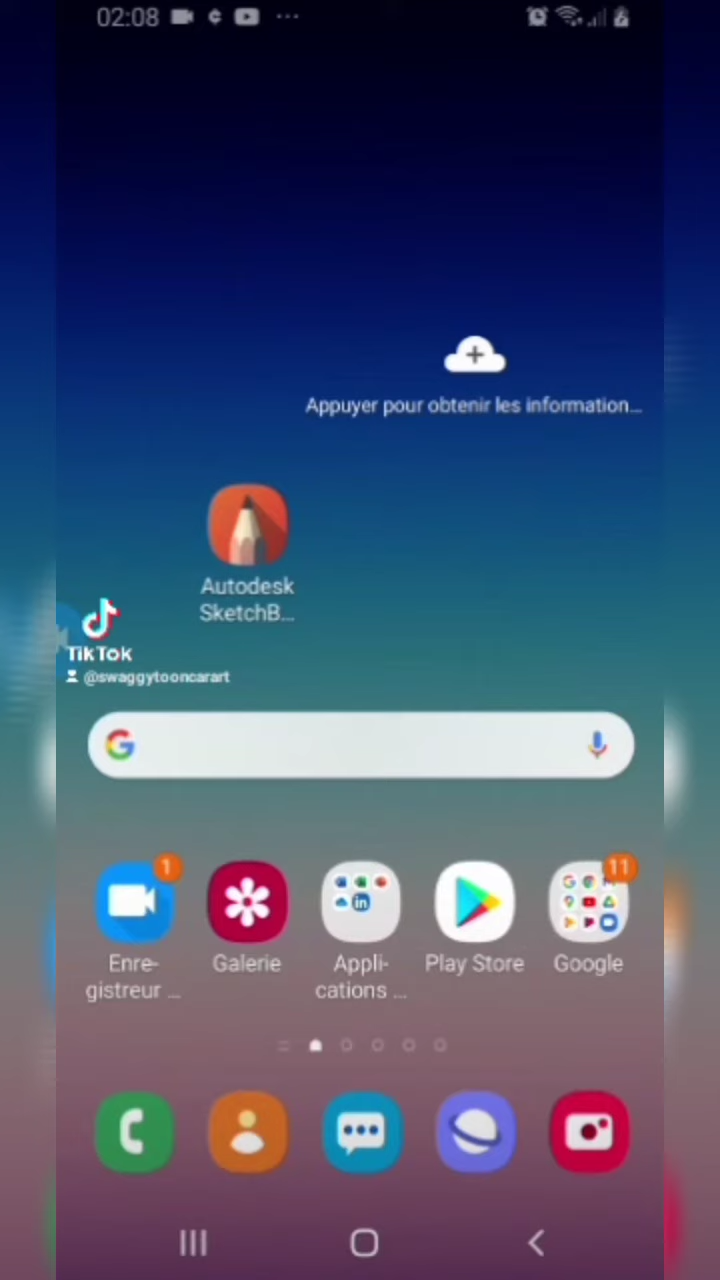 02:08
Appuyer pour obtenir les information...
Autodesk
SketchB...
TikTok
@swaggytooncarart
1
11
Enre-
gistreur ...
Galerie
Appli-
cations ...
Play Store
Google